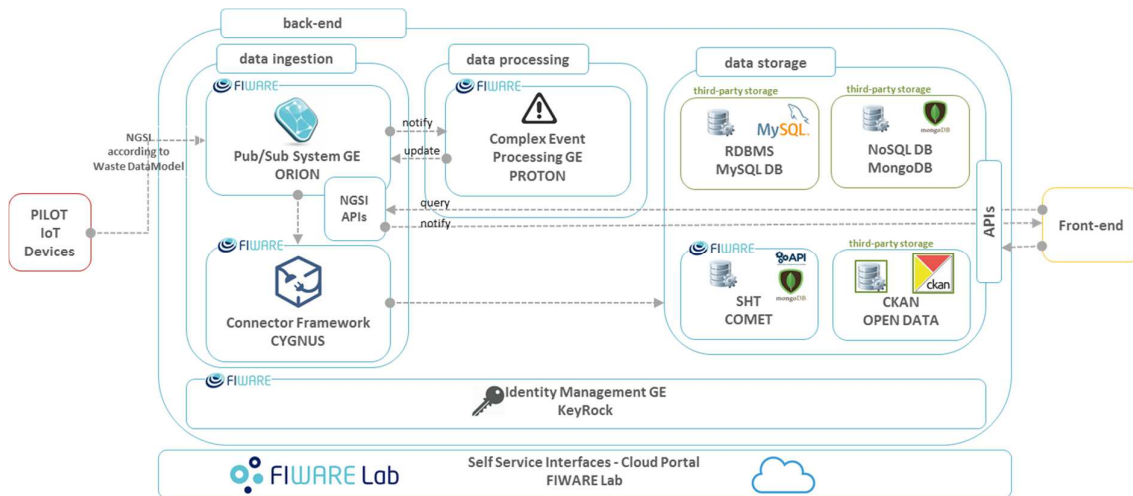 back-end
data ingestion
data processing
data storage
FIWARE
Pub/Sub System GE
ORION
FIWARE
Complex Event
Processing GE
PROTON
third-party storage
MySQL
RDBMS
MySQL DB
third-party storage
mongoDB
NoSQL DB
MongoDB
NGSI
according to
Waste DataModel
notify
update
PILOT
IoT
Devices
NGSI
APIs
query
notify
APIs
Front-end
FIWARE
Connector Framework
CYGNUS
FIWARE
API
mongoDB
SHT
COMET
third-party storage
ckan
CKAN
OPEN DATA
FIWARE
Identity Management GE
KeyRock
FIWARE Lab
Self Service Interfaces - Cloud Portal
FIWARE Lab